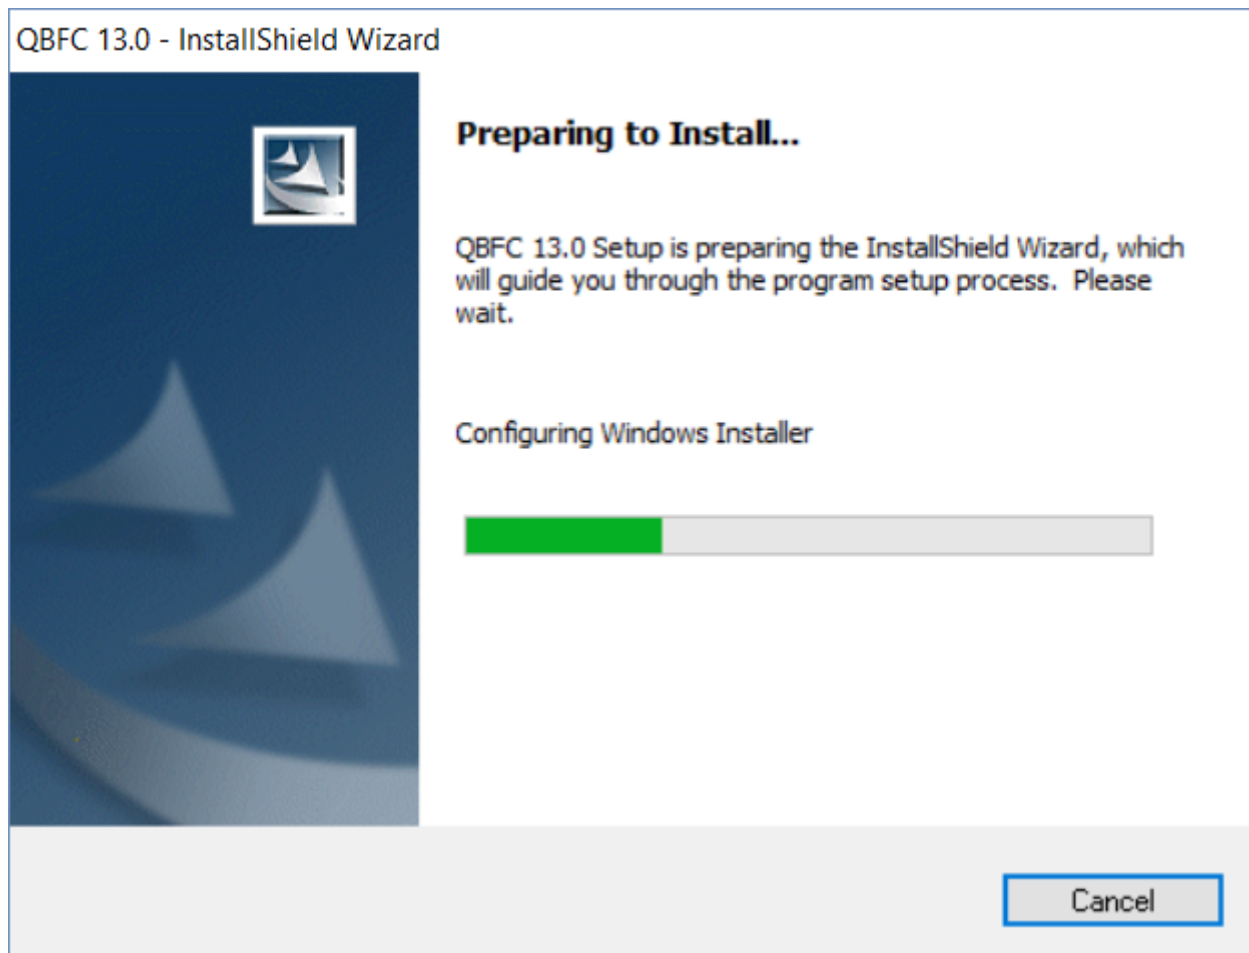 QBFC 13.0 - InstallShield Wizard
Preparing to Install...
QBFC 13.0 Setup is preparing the InstallShield Wizard, which
will guide you through the program setup process.  Please
wait.
Configuring Windows Installer
Cancel